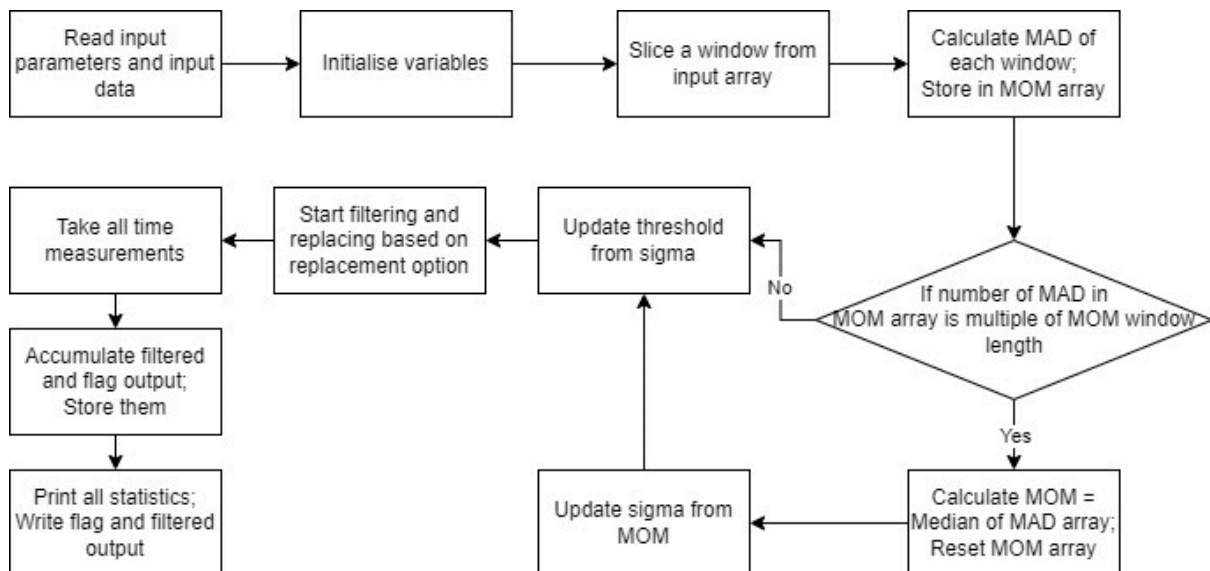 Read input
parameters and input
data
Initialise variables
Slice a window from
input array
Calculate MAD of
each window;
Store in MOM array
If number of MAD in
MOM array is multiple of MOM window
length
No
Yes
Calculate MOM =
Median of MAD array;
Reset MOM array
Update sigma from
MOM
Update threshold
from sigma
Start filtering and
replacing based on
replacement option
Take all time
measurements
Accumulate filtered
and flag output;
Store them
Print all statistics;
Write flag and filtered
output